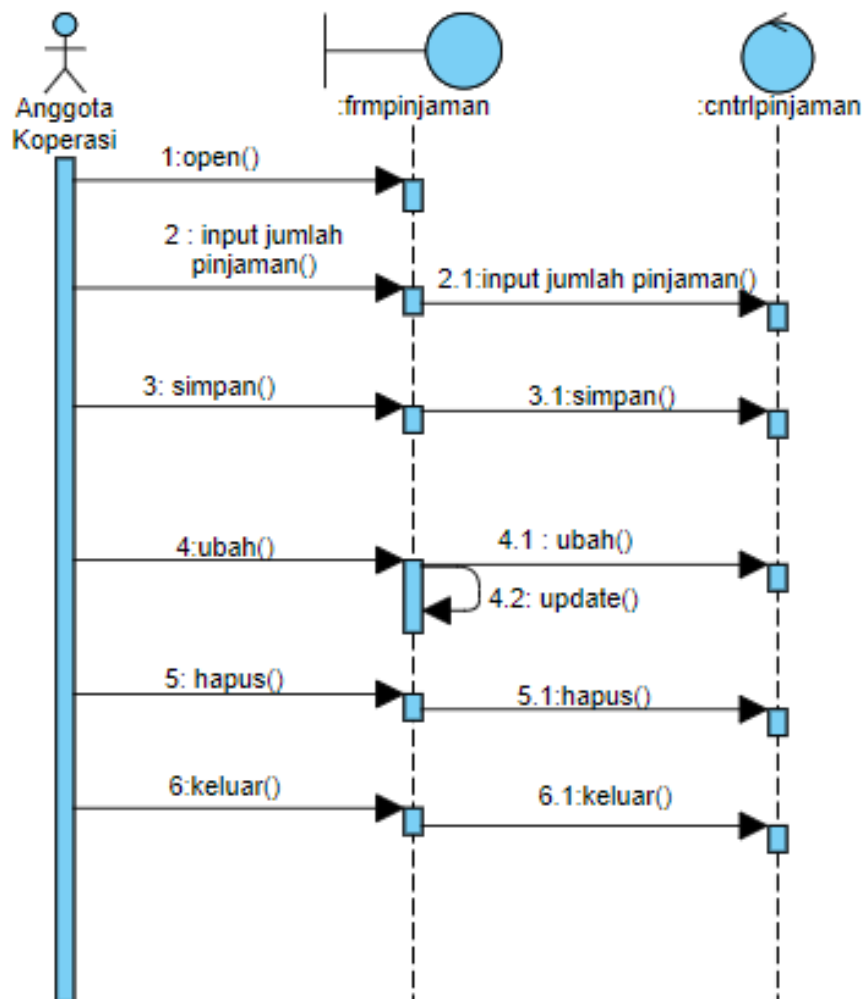 Anggota
Koperasi
:frmpinjaman
:cntrlpinjaman
1:open()
2 : input jumlah
pinjaman()
2.1:input jumlah pinjaman()
3: simpan()
3.1:simpan()
4:ubah()
4.1 : ubah()
4.2: update()
5: hapus()
5.1:hapus()
6:keluar()
6.1:keluar()